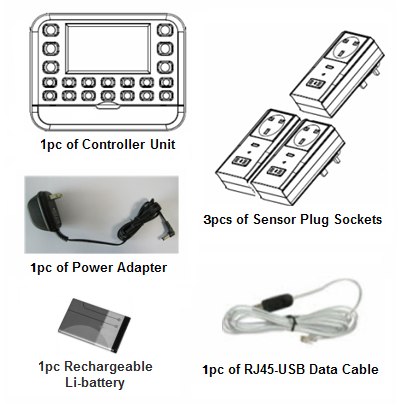 1pc of Controller Unit
3pcs of Sensor Plug Sockets
1pc of Power Adapter
1pc Rechargeable
Li-battery
1pc of RJ45-USB Data Cable